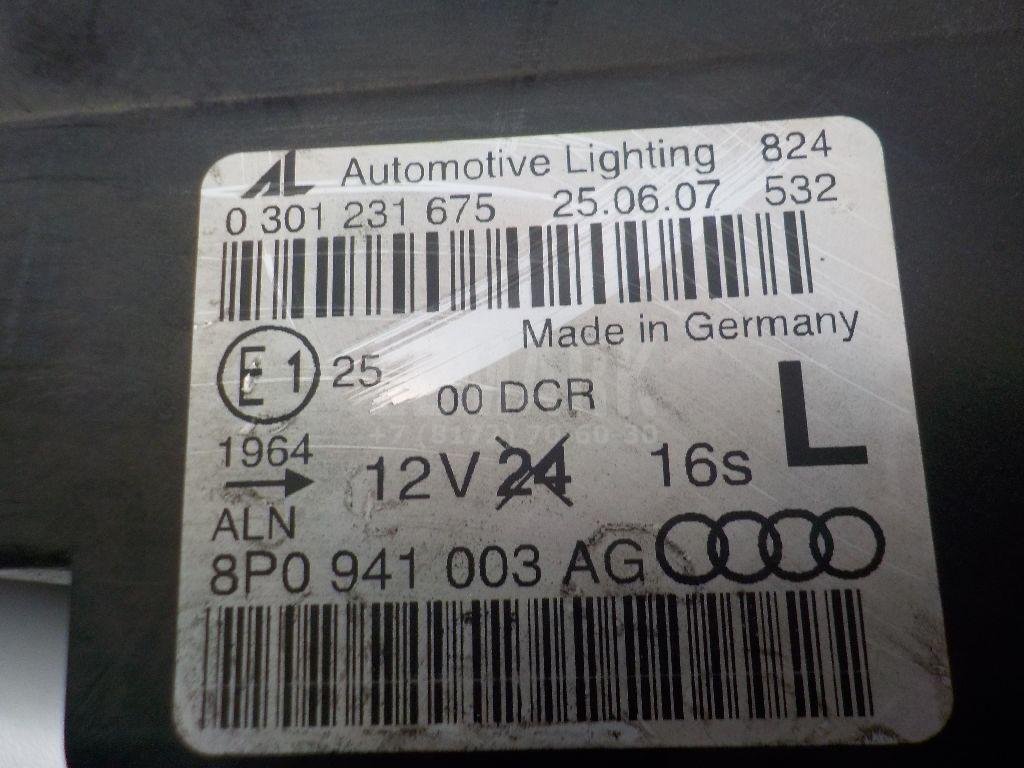 AL Automotive Lighting 824
0 301 231 675 25.06.07 532
Made in Germany
E1 25
00 DCR
L
1964
12V 24 16s
ALN
8P0 941 003 AG